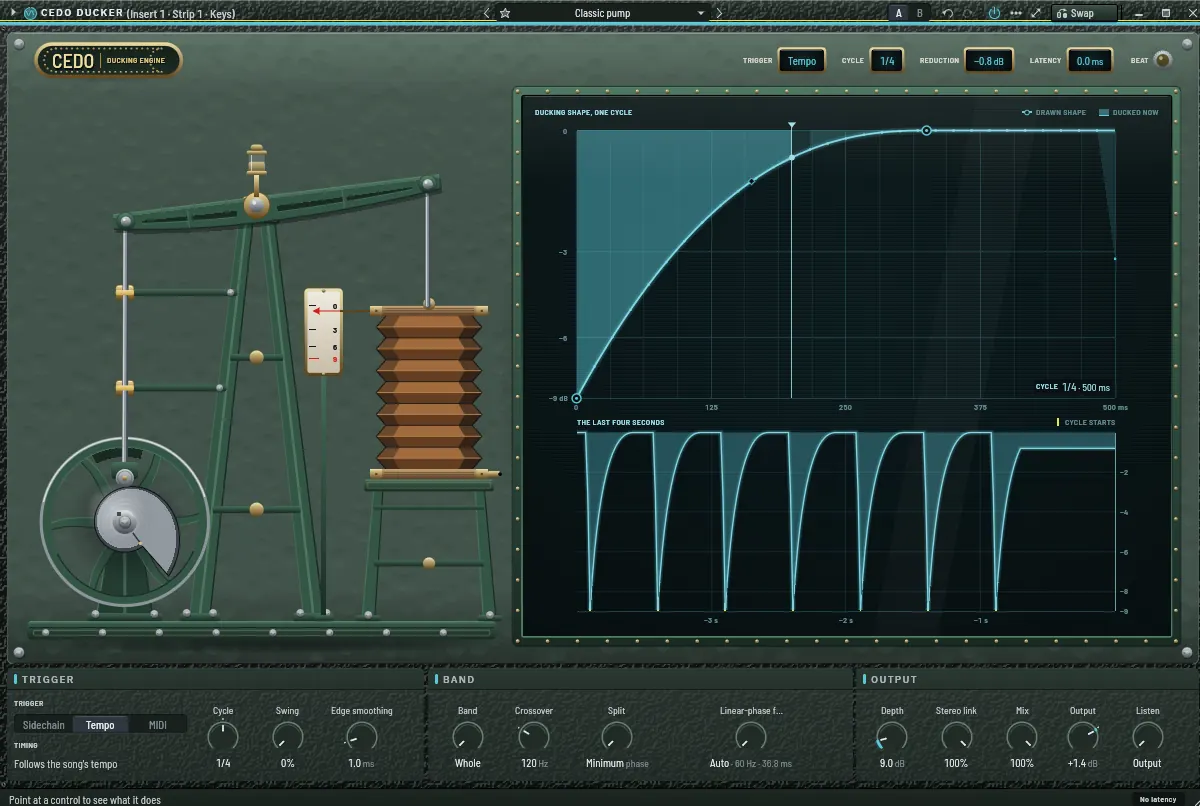 CEDO DUCKER (Insert 1 · Strip 1 · Keys)
Classic pump
A B
Swap
CEDO DUCKING ENGINE
TRIGGER Tempo CYCLE 1/4 REDUCTION −0.8 dB LATENCY 0.0 ms BEAT
DUCKING SHAPE, ONE CYCLE
DRAWN SHAPE DUCKED NOW
0
−3
−6
−9 dB
CYCLE 1/4 · 500 ms
0 125 250 375 500 ms
0
3
6
9
THE LAST FOUR SECONDS
CYCLE STARTS
−2
−4
−6
−8
−9
−3 s −2 s −1 s
TRIGGER
TRIGGER
Sidechain Tempo MIDI
TIMING
Follows the song's tempo
Cycle Swing Edge smoothing
1/4 0% 1.0 ms
BAND
Band Crossover Split Linear-phase f...
Whole 120 Hz Minimum phase Auto · 60 Hz · 36.8 ms
OUTPUT
Depth Stereo link Mix Output Listen
9.0 dB 100% 100% +1.4 dB Output
Point at a control to see what it does
No latency